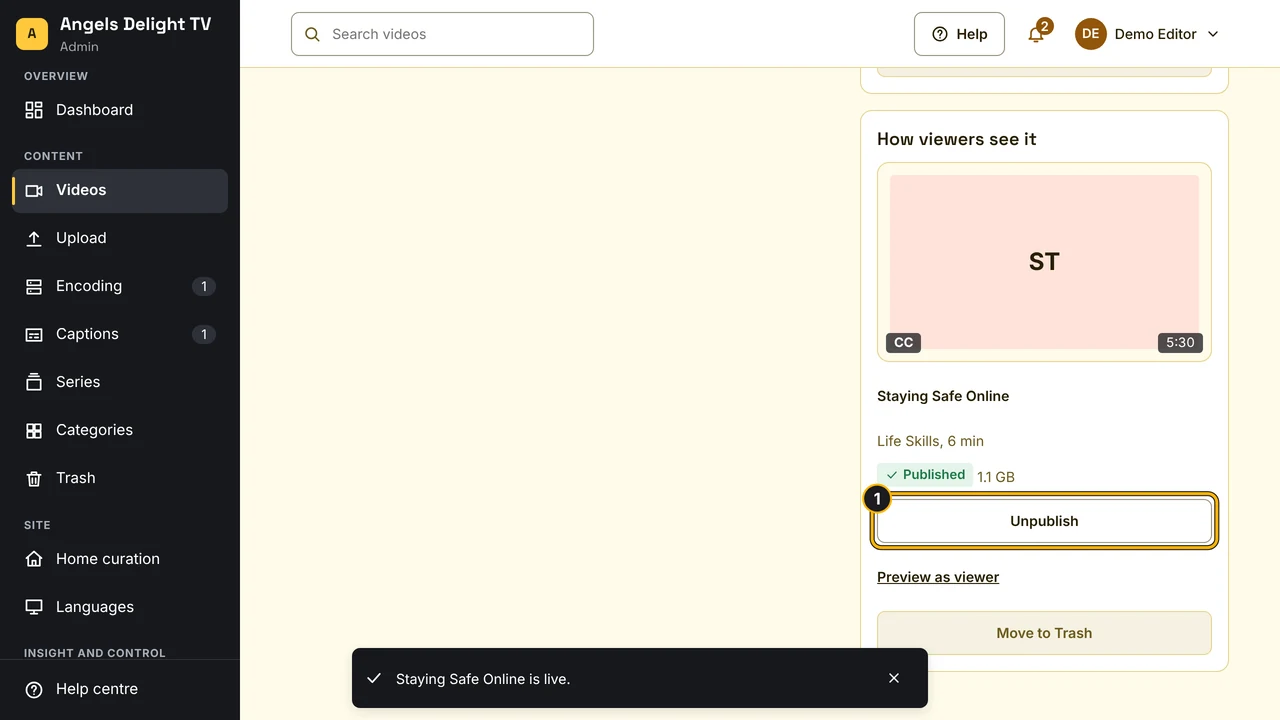 A
Angels Delight TV
Admin
OVERVIEW
Dashboard
CONTENT
Videos
Upload
Encoding 1
Captions 1
Series
Categories
Trash
SITE
Home curation
Languages
INSIGHT AND CONTROL
Help centre
Search videos
Help
2
DE Demo Editor
How viewers see it
ST
CC 5:30
Staying Safe Online
Life Skills, 6 min
Published 1.1 GB
1
Unpublish
Preview as viewer
Move to Trash
Staying Safe Online is live.